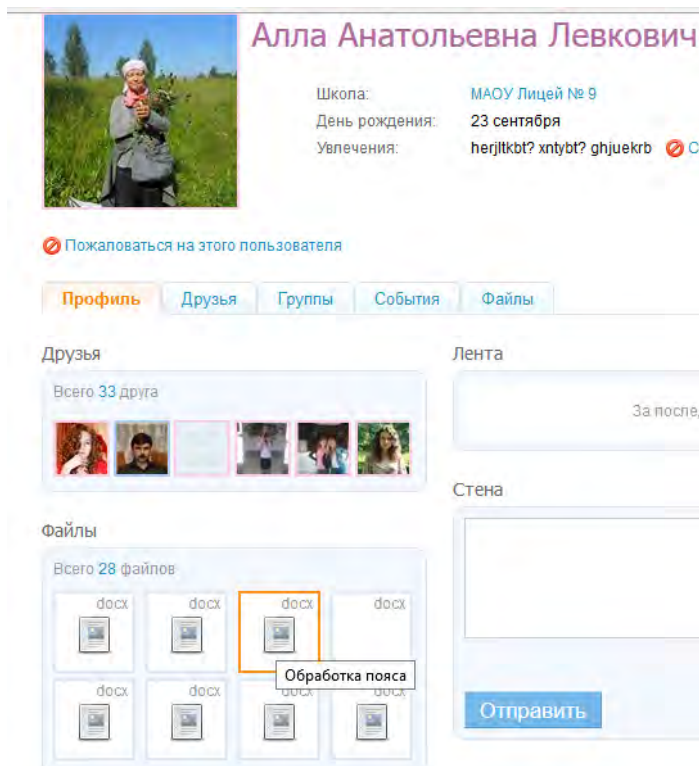 Алла Анатольевна Левкович
Школа: МАОУ Лицей № 9
День рождения: 23 сентября
Увлечения: herjltkbt? xntybt? ghjuekrb С
Пожаловаться на этого пользователя
Профиль Друзья Группы События Файлы
Друзья
Всего 33 друга
Лента
За после
Стена
Отправить
Файлы
Всего 28 файлов
docx docx docx docx
Обработка пояса
docx docx docx docx